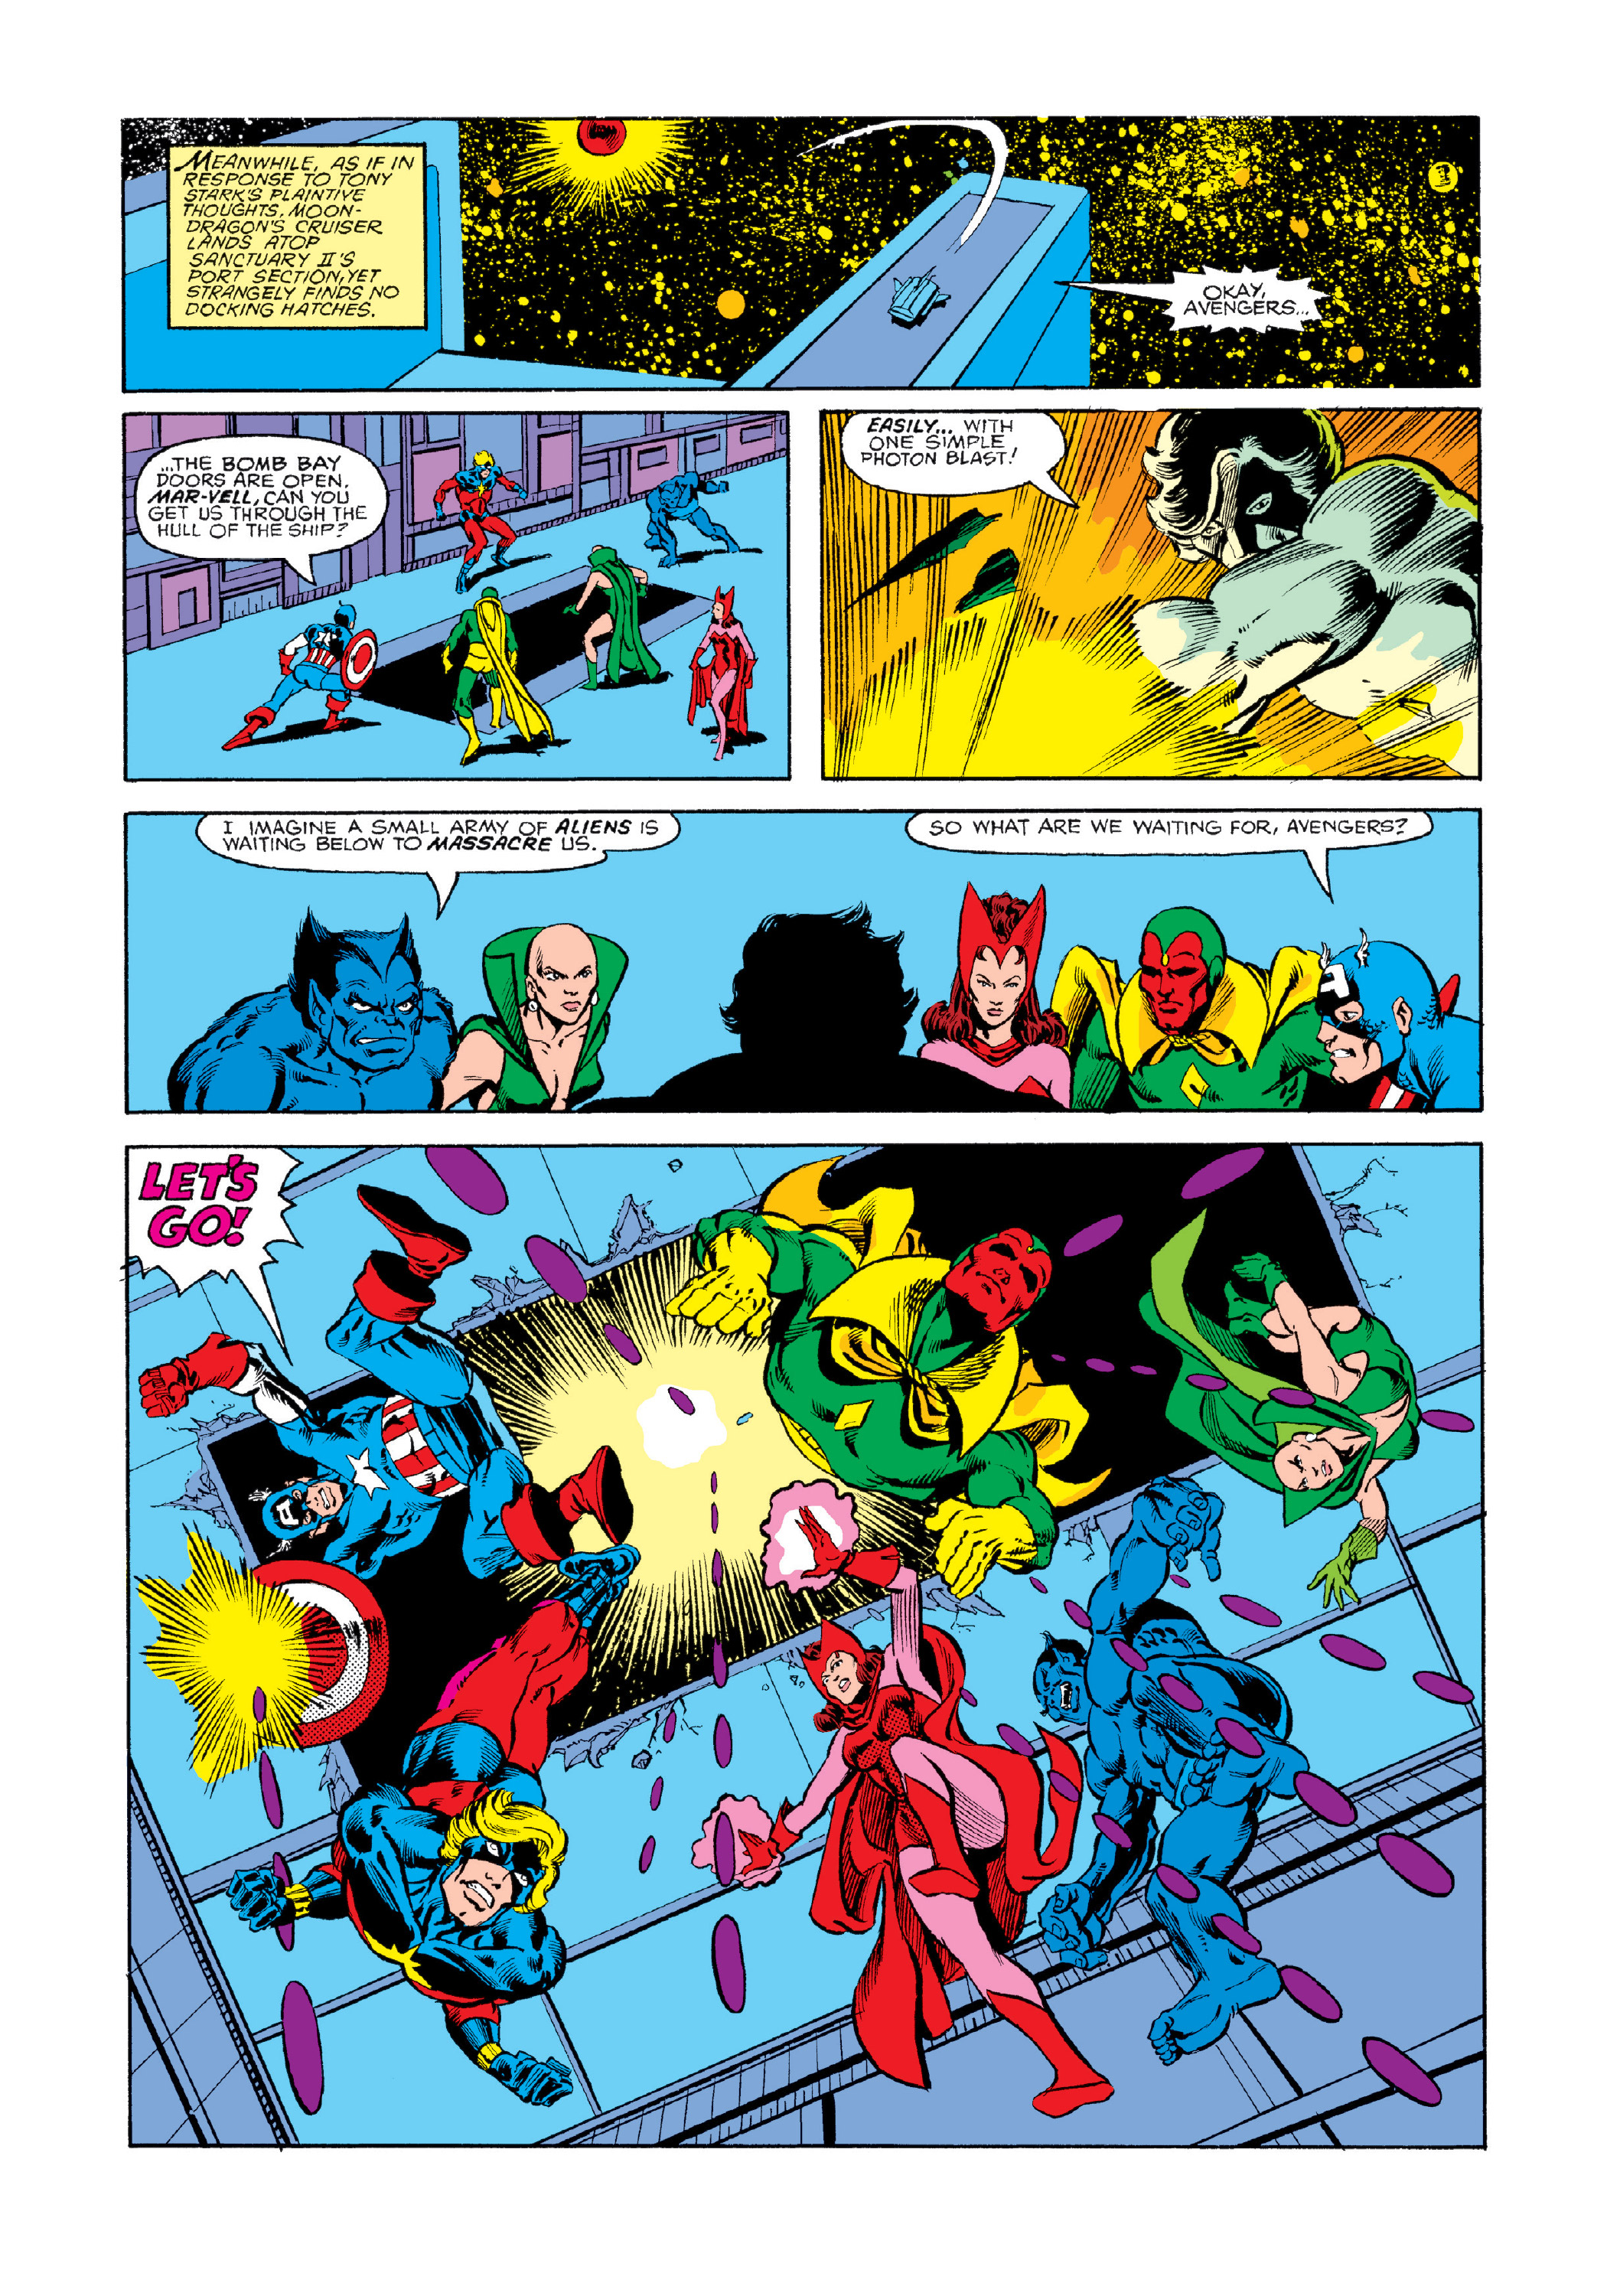 MEANWHILE, AS IF IN
RESPONSE TO TONY
STARK'S PLAINTIVE
THOUGHTS, MOON-
DRAGON'S CRUISER
LANDS ATOP
SANCTUARY II'S
PORT SECTION, YET
STRANGELY FINDS NO
DOCKING HATCHES.
OKAY,
AVENGERS...
...THE BOMB BAY
DOORS ARE OPEN.
MAR-VELL, CAN YOU
GET US THROUGH THE
HULL OF THE SHIP?
EASILY... WITH
ONE SIMPLE
PHOTON BLAST!
I IMAGINE A SMALL ARMY OF ALIENS IS
WAITING BELOW TO MASSACRE US.
SO WHAT ARE WE WAITING FOR, AVENGERS?
LET'S
GO!